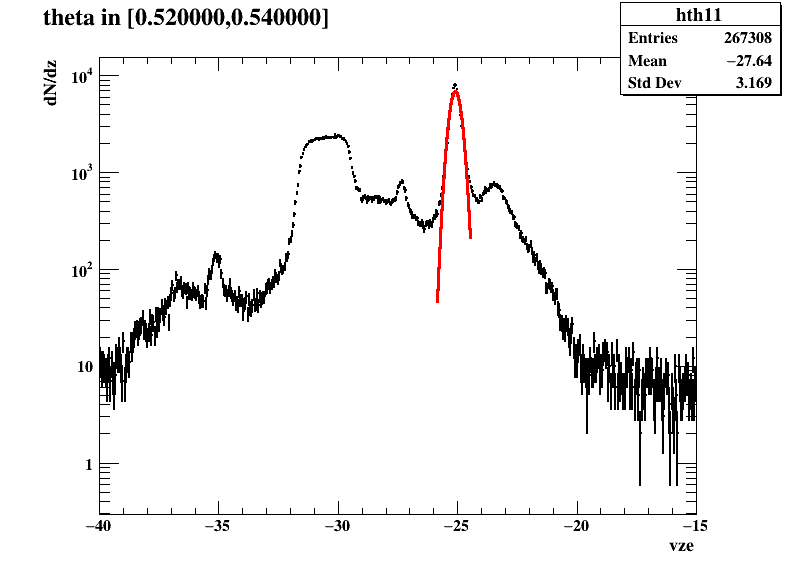 theta in [0.520000,0.540000]
hth11
Entries 267308
Mean −27.64
Std Dev 3.169
dN/dz
10⁴
10³
10²
10
1
−40 −35 −30 −25 −20 −15
vze